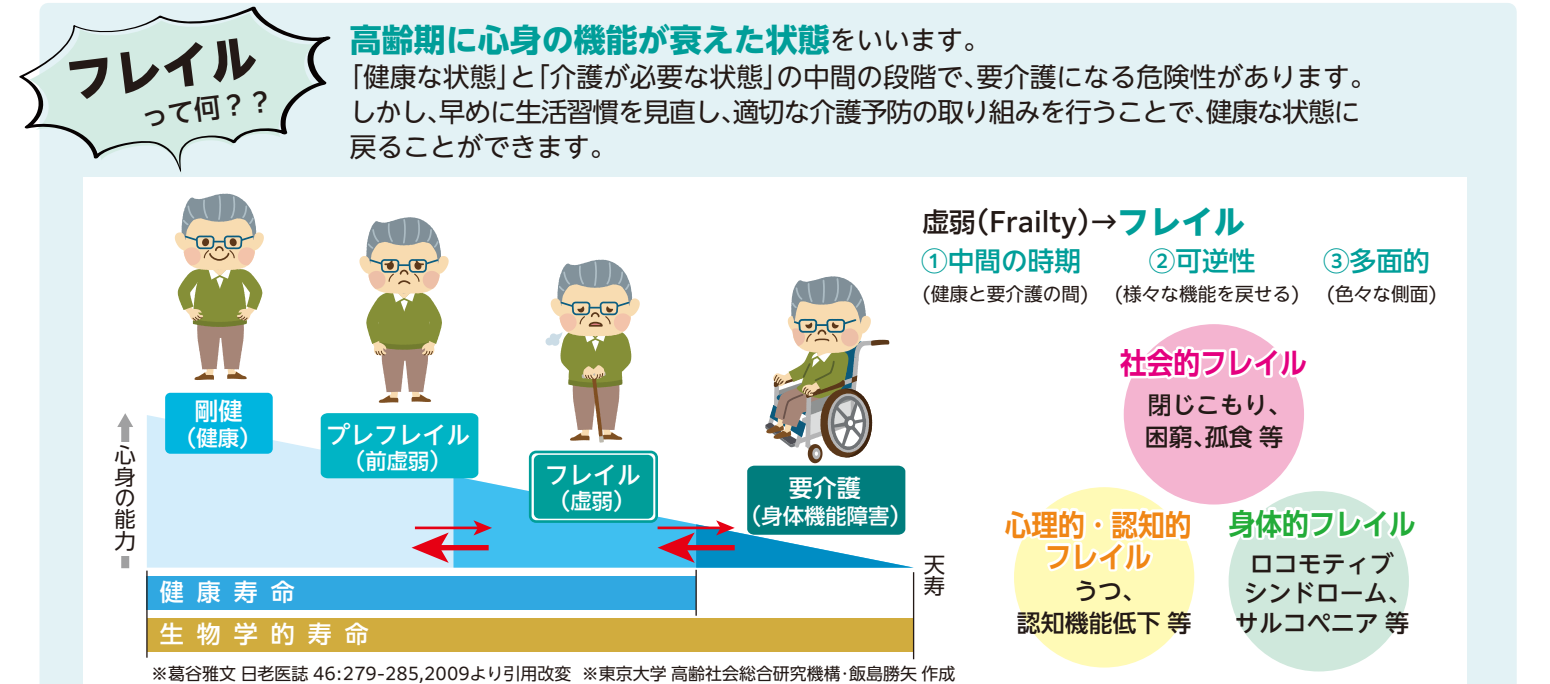 フレイル
って何？？
高齢期に心身の機能が衰えた状態をいいます。
「健康な状態」と「介護が必要な状態」の中間の段階で、要介護になる危険性があります。
しかし、早めに生活習慣を見直し、適切な介護予防の取り組みを行うことで、健康な状態に
戻ることができます。
剛健
（健康）
プレフレイル
（前虚弱）
フレイル
（虚弱）
要介護
（身体機能障害）
心身の能力
天寿
健康寿命
生物学的寿命
※葛谷雅文 日老医誌 46:279-285,2009より引用改変 ※東京大学 高齢社会総合研究機構・飯島勝矢 作成
虚弱（Frailty）→フレイル
①中間の時期 ②可逆性 ③多面的
（健康と要介護の間） （様々な機能を戻せる） （色々な側面）
社会的フレイル
閉じこもり、
困窮、孤食 等
心理的・認知的
フレイル
うつ、
認知機能低下 等
身体的フレイル
ロコモティブ
シンドローム、
サルコペニア 等